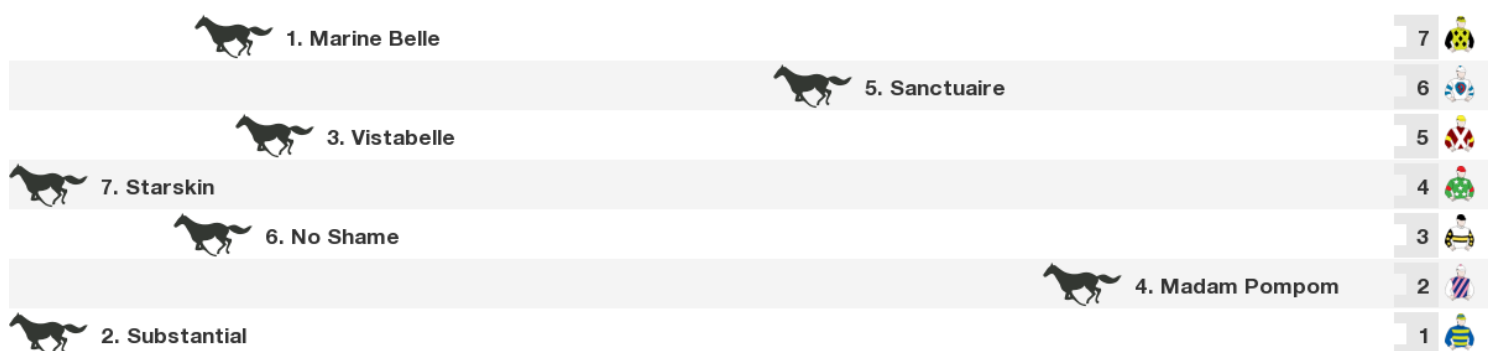 1. Marine Belle 7
5. Sanctuaire 6
3. Vistabelle 5
7. Starskin 4
6. No Shame 3
4. Madam Pompom 2
2. Substantial 1